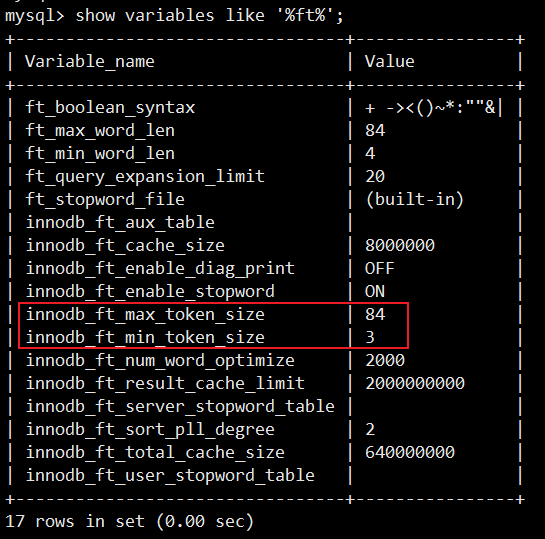 mysql> show variables like '%ft%';
+---------------------------------+----------------+
| Variable_name                   | Value          |
+---------------------------------+----------------+
| ft_boolean_syntax               | + -><()~*:""&| |
| ft_max_word_len                 | 84             |
| ft_min_word_len                 | 4              |
| ft_query_expansion_limit        | 20             |
| ft_stopword_file                | (built-in)     |
| innodb_ft_aux_table             |                |
| innodb_ft_cache_size            | 8000000        |
| innodb_ft_enable_diag_print     | OFF            |
| innodb_ft_enable_stopword       | ON             |
| innodb_ft_max_token_size        | 84             |
| innodb_ft_min_token_size        | 3              |
| innodb_ft_num_word_optimize     | 2000           |
| innodb_ft_result_cache_limit    | 2000000000     |
| innodb_ft_server_stopword_table |                |
| innodb_ft_sort_pll_degree       | 2              |
| innodb_ft_total_cache_size      | 640000000      |
| innodb_ft_user_stopword_table   |                |
+---------------------------------+----------------+
17 rows in set (0.00 sec)